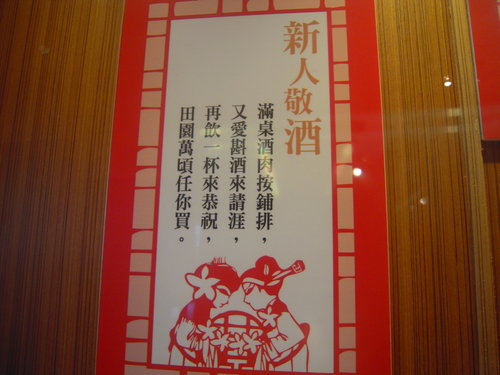 新人敬酒
滿桌酒肉按鋪排，
又愛斟酒來請涯，
再飲一杯來恭祝，
田園萬頃任你買。